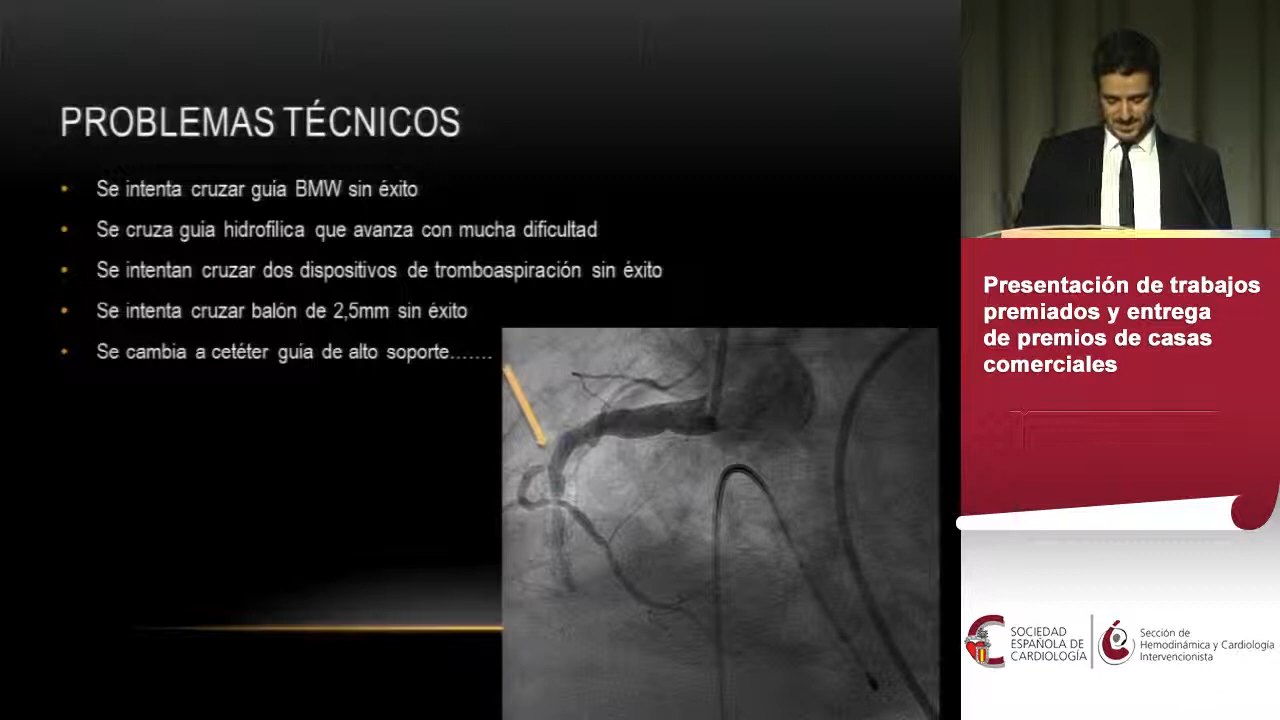 PROBLEMAS TÉCNICOS
• Se intenta cruzar guía BMW sin éxito
• Se cruza guia hidrofílica que avanza con mucha dificultad
• Se intentan cruzar dos dispositivos de tromboaspiración sin éxito
• Se intenta cruzar balón de 2,5mm sin éxito
• Se cambia a cetéter guía de alto soporte…….
Presentación de trabajos
premiados y entrega
de premios de casas
comerciales
SOCIEDAD
ESPAÑOLA DE
CARDIOLOGÍA
Sección de
Hemodinámica y Cardiología
Intervencionista